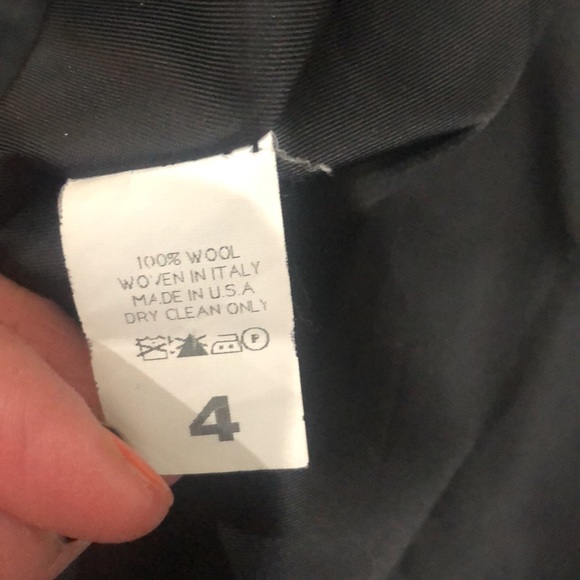 100% WOOL
WOVEN IN ITALY
MADE IN U.S.A
DRY CLEAN ONLY
P
4